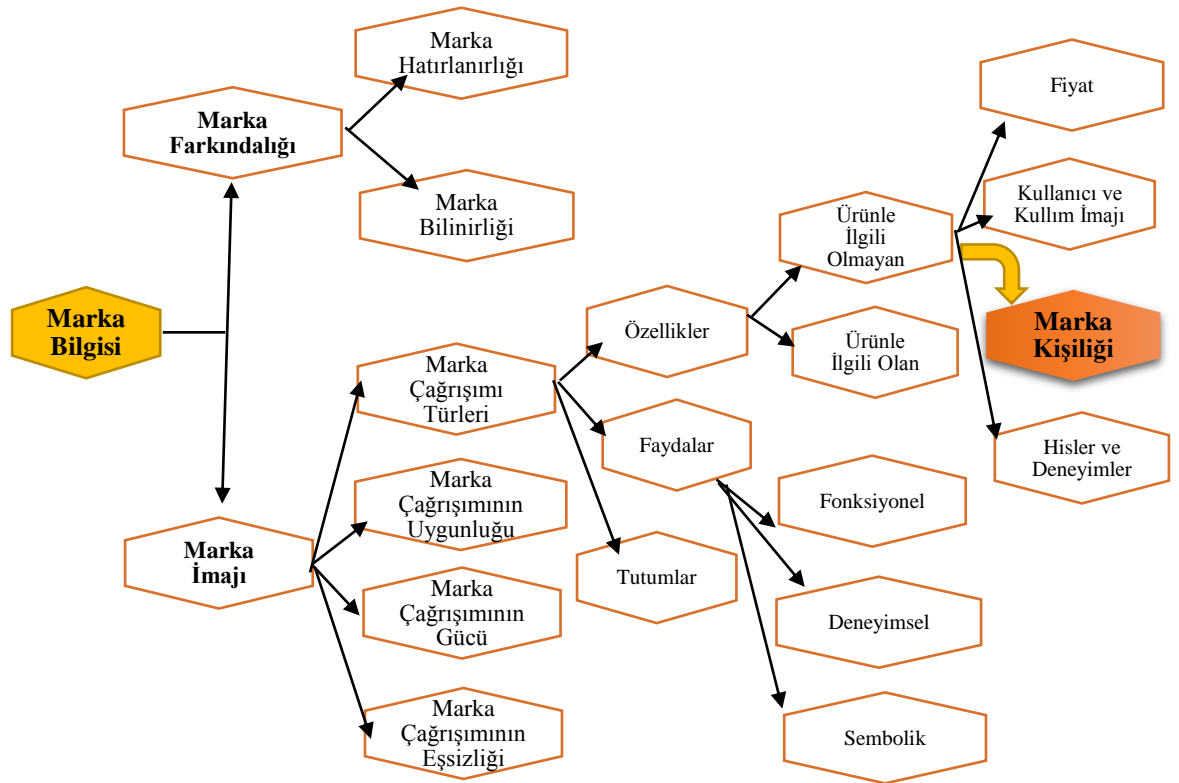 Marka
Hatırlanırlığı
Fiyat
Marka
Farkındalığı
Marka
Bilinirliği
Kullanıcı ve
Kullım İmajı
Ürünle
İlgili
Olmayan
Marka
Bilgisi
Özellikler
Marka
Kişiliği
Ürünle
İlgili Olan
Marka
Çağrışımı
Türleri
Faydalar
Hisler ve
Deneyimler
Marka
Çağrışımının
Uygunluğu
Fonksiyonel
Marka
İmajı
Tutumlar
Marka
Çağrışımının
Gücü
Deneyimsel
Marka
Çağrışımının
Eşsizliği
Sembolik